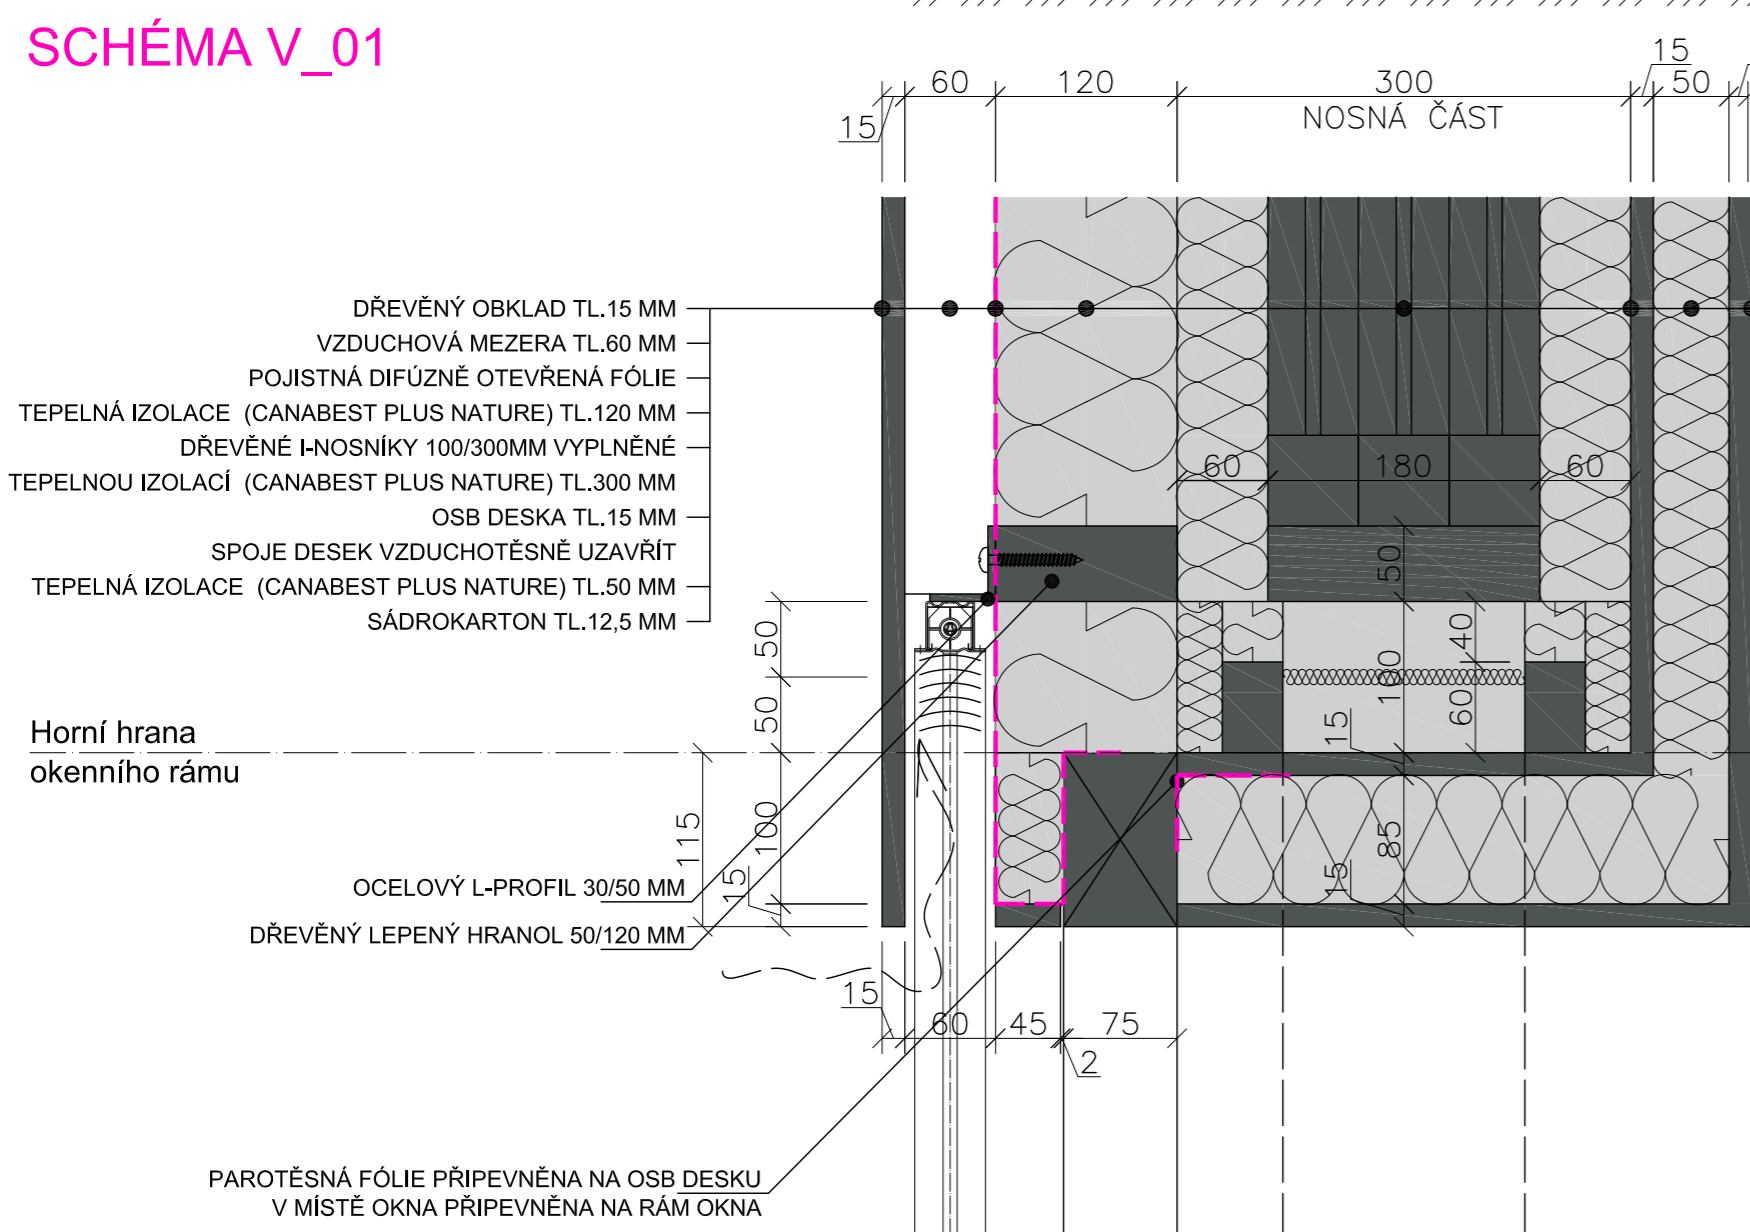 SCHÉMA V_01
15
60
120
300
15
50
15
NOSNÁ ČÁST
DŘEVĚNÝ OBKLAD TL.15 MM
VZDUCHOVÁ MEZERA TL.60 MM
POJISTNÁ DIFÚZNĚ OTEVŘENÁ FÓLIE
TEPELNÁ IZOLACE (CANABEST PLUS NATURE) TL.120 MM
DŘEVĚNÉ I-NOSNÍKY 100/300MM VYPLNĚNÉ
TEPELNOU IZOLACÍ (CANABEST PLUS NATURE) TL.300 MM
OSB DESKA TL.15 MM
SPOJE DESEK VZDUCHOTĚSNĚ UZAVŘÍT
TEPELNÁ IZOLACE (CANABEST PLUS NATURE) TL.50 MM
SÁDROKARTON TL.12,5 MM
60
180
60
50
40
100
60
15
85
15
50
50
100
115
15
Horní hrana
okenního rámu
OCELOVÝ L-PROFIL 30/50 MM
DŘEVĚNÝ LEPENÝ HRANOL 50/120 MM
15
60
45
75
2
PAROTĚSNÁ FÓLIE PŘIPEVNĚNA NA OSB DESKU
V MÍSTĚ OKNA PŘIPEVNĚNA NA RÁM OKNA